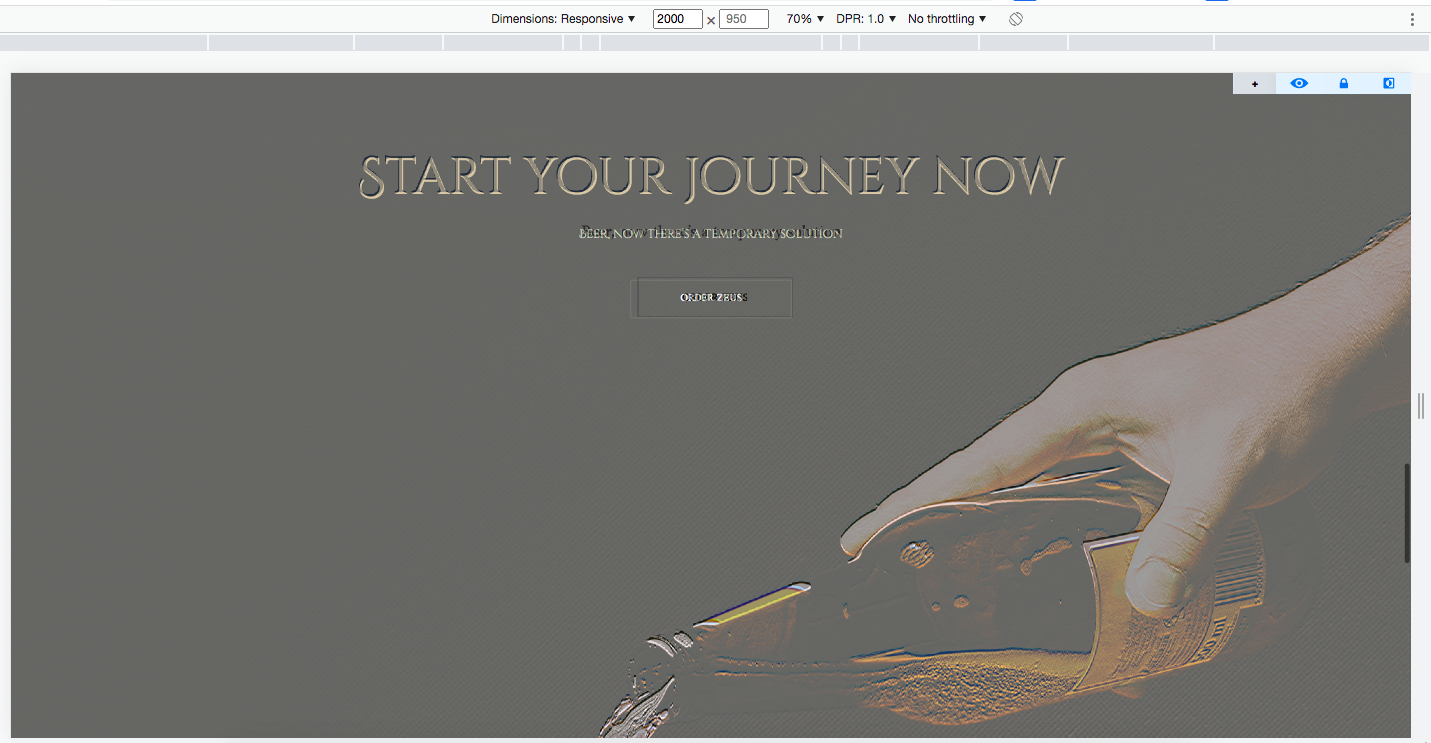 Dimensions: Responsive ▼ 2000 × 950 70% ▼ DPR: 1.0 ▼ No throttling ▼
+
START YOUR JOURNEY NOW
BEER, NOW THERE'S A TEMPORARY SOLUTION
ORDER ZEUS